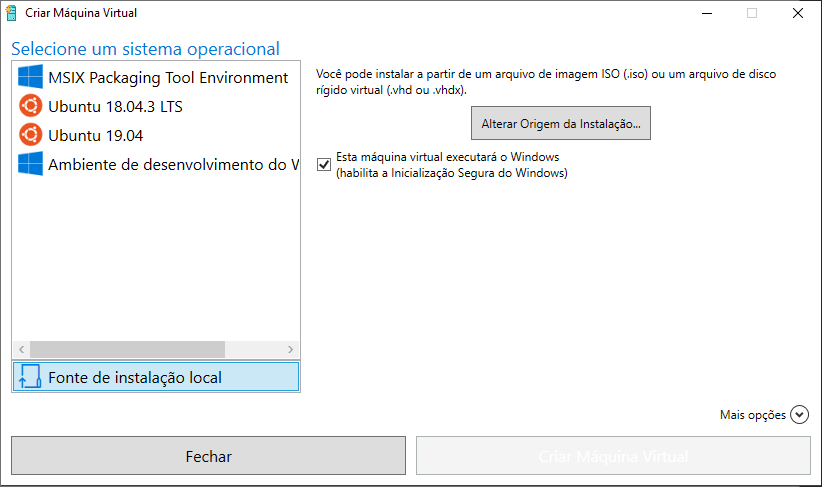 Criar Máquina Virtual
Selecione um sistema operacional
MSIX Packaging Tool Environment
Ubuntu 18.04.3 LTS
Ubuntu 19.04
Ambiente de desenvolvimento do W
Fonte de instalação local
Você pode instalar a partir de um arquivo de imagem ISO (.iso) ou um arquivo de disco
rígido virtual (.vhd ou .vhdx).
Alterar Origem da Instalação...
Esta máquina virtual executará o Windows
(habilita a Inicialização Segura do Windows)
Mais opções
Fechar
Criar Máquina Virtual